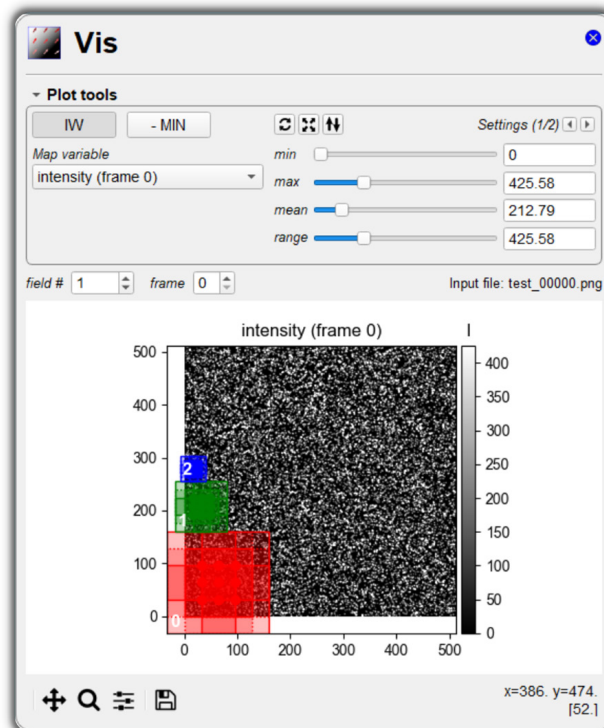 Vis
Plot tools
IW - MIN Settings (1/2)
Map variable min 0
intensity (frame 0) max 425.58
mean 212.79
range 425.58
field # 1 frame 0 Input file: test_00000.png
intensity (frame 0) I
500
400
300
200
100
0
2
1
0
0 100 200 300 400 500
400
350
300
250
200
150
100
50
0
x=386. y=474.
[52.]